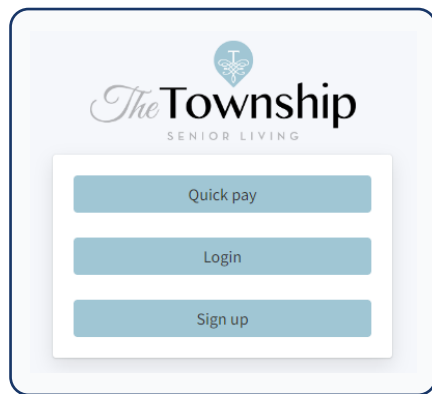 The Township
SENIOR LIVING
Quick pay
Login
Sign up